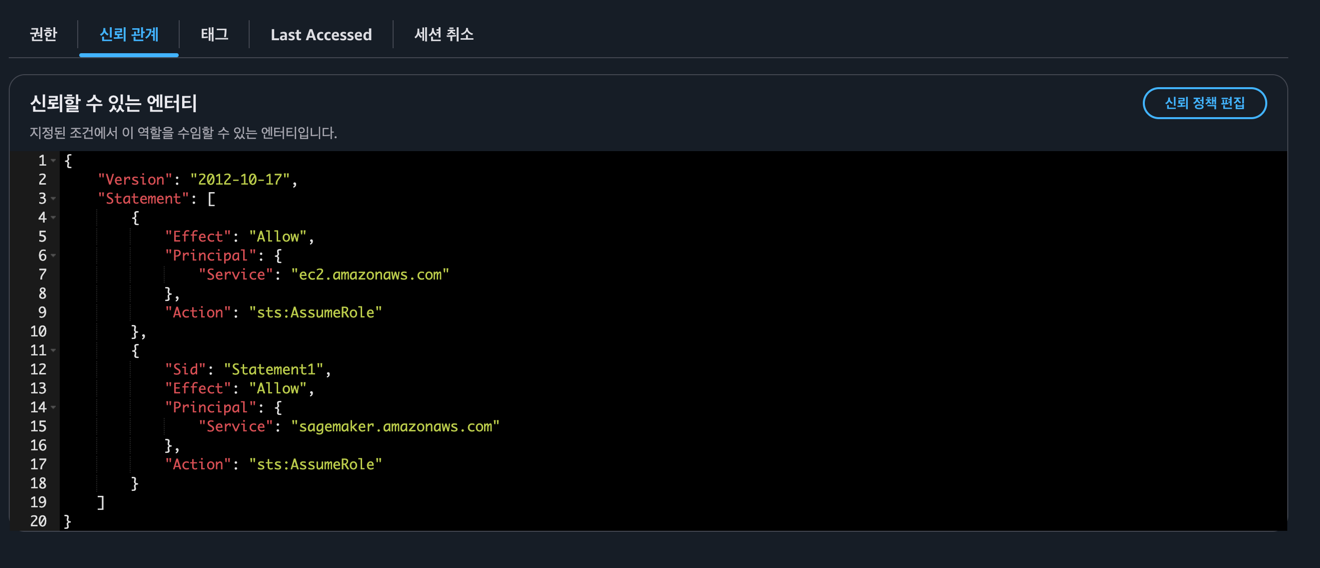 권한
신뢰 관계
태그
Last Accessed
세션 취소
신뢰할 수 있는 엔터티
신뢰 정책 편집
지정된 조건에서 이 역할을 수임할 수 있는 엔터티입니다.
1 {
2     "Version": "2012-10-17",
3     "Statement": [
4         {
5             "Effect": "Allow",
6             "Principal": {
7                 "Service": "ec2.amazonaws.com"
8             },
9             "Action": "sts:AssumeRole"
10         },
11         {
12             "Sid": "Statement1",
13             "Effect": "Allow",
14             "Principal": {
15                 "Service": "sagemaker.amazonaws.com"
16             },
17             "Action": "sts:AssumeRole"
18         }
19     ]
20 }